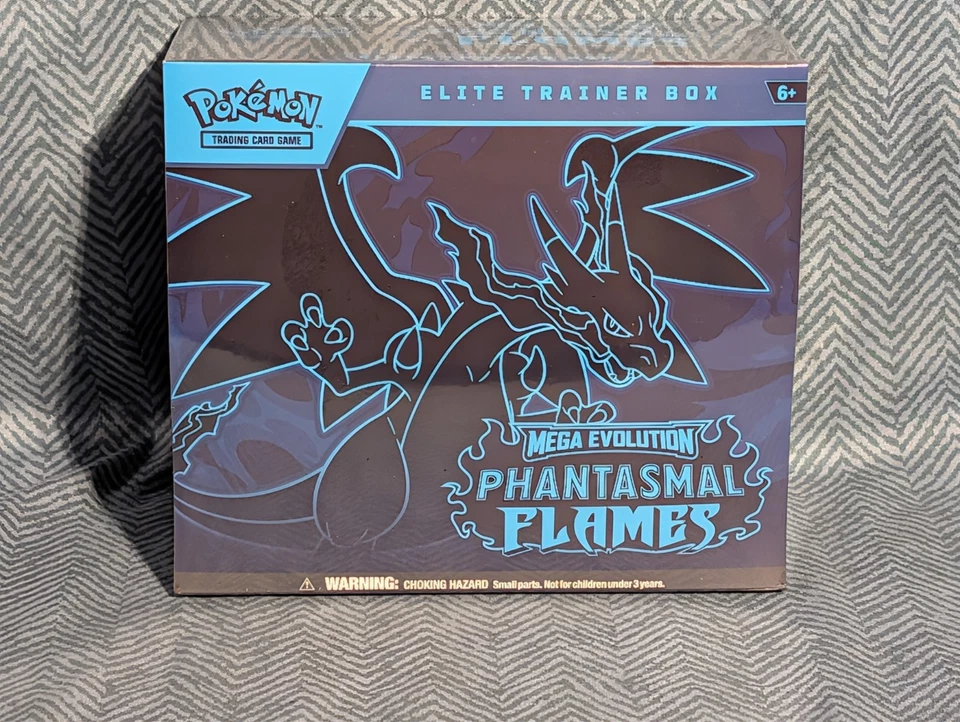 POKéMON
TRADING CARD GAME
ELITE TRAINER BOX
6+
MEGA EVOLUTION
PHANTASMAL
FLAMES
WARNING: CHOKING HAZARD Small parts. Not for children under 3 years.